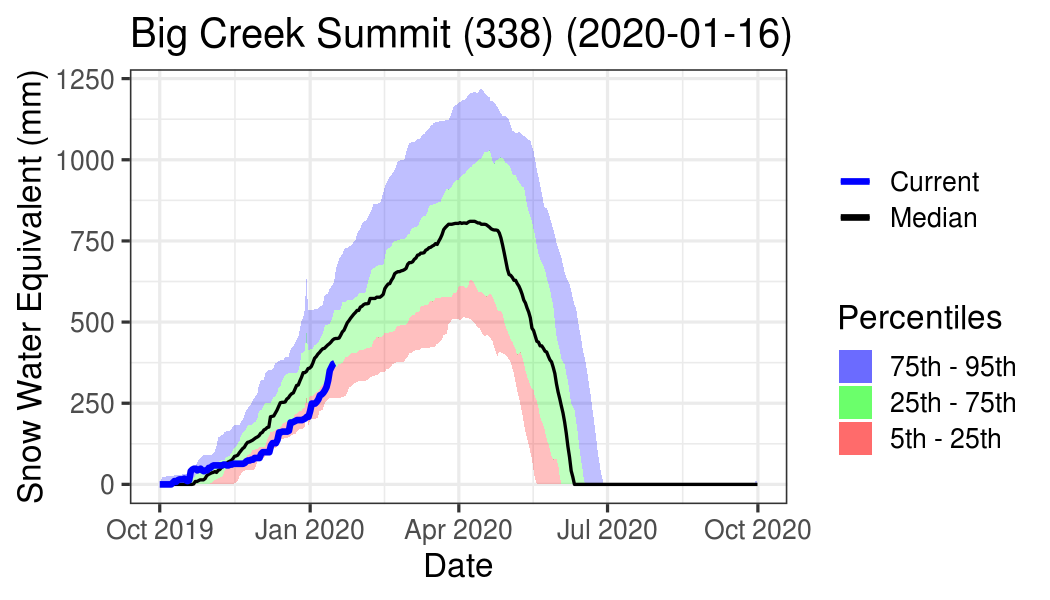 Big Creek Summit (338) (2020-01-16)
Snow Water Equivalent (mm)
1250
1000
750
500
250
0
Oct 2019
Jan 2020
Apr 2020
Jul 2020
Oct 2020
Date
Current
Median
Percentiles
75th - 95th
25th - 75th
5th - 25th